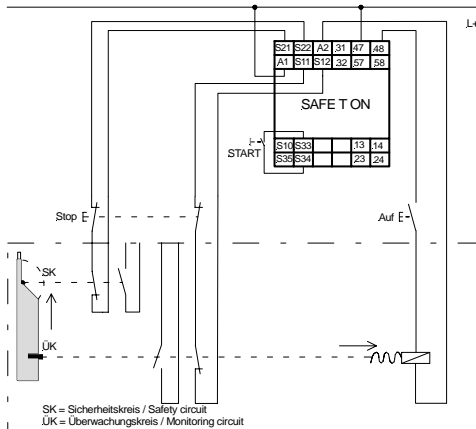 L+
S21 S22 A2 .31 .47 .48
A1 S11 S12 .32 .57 .58
SAFE T ON
S10 S33 .13 .14
S35 S34 .23 .24
START
Stop
Auf
SK
ÜK
SK = Sicherheitskreis / Safety circuit
ÜK = Überwachungskreis / Monitoring circuit